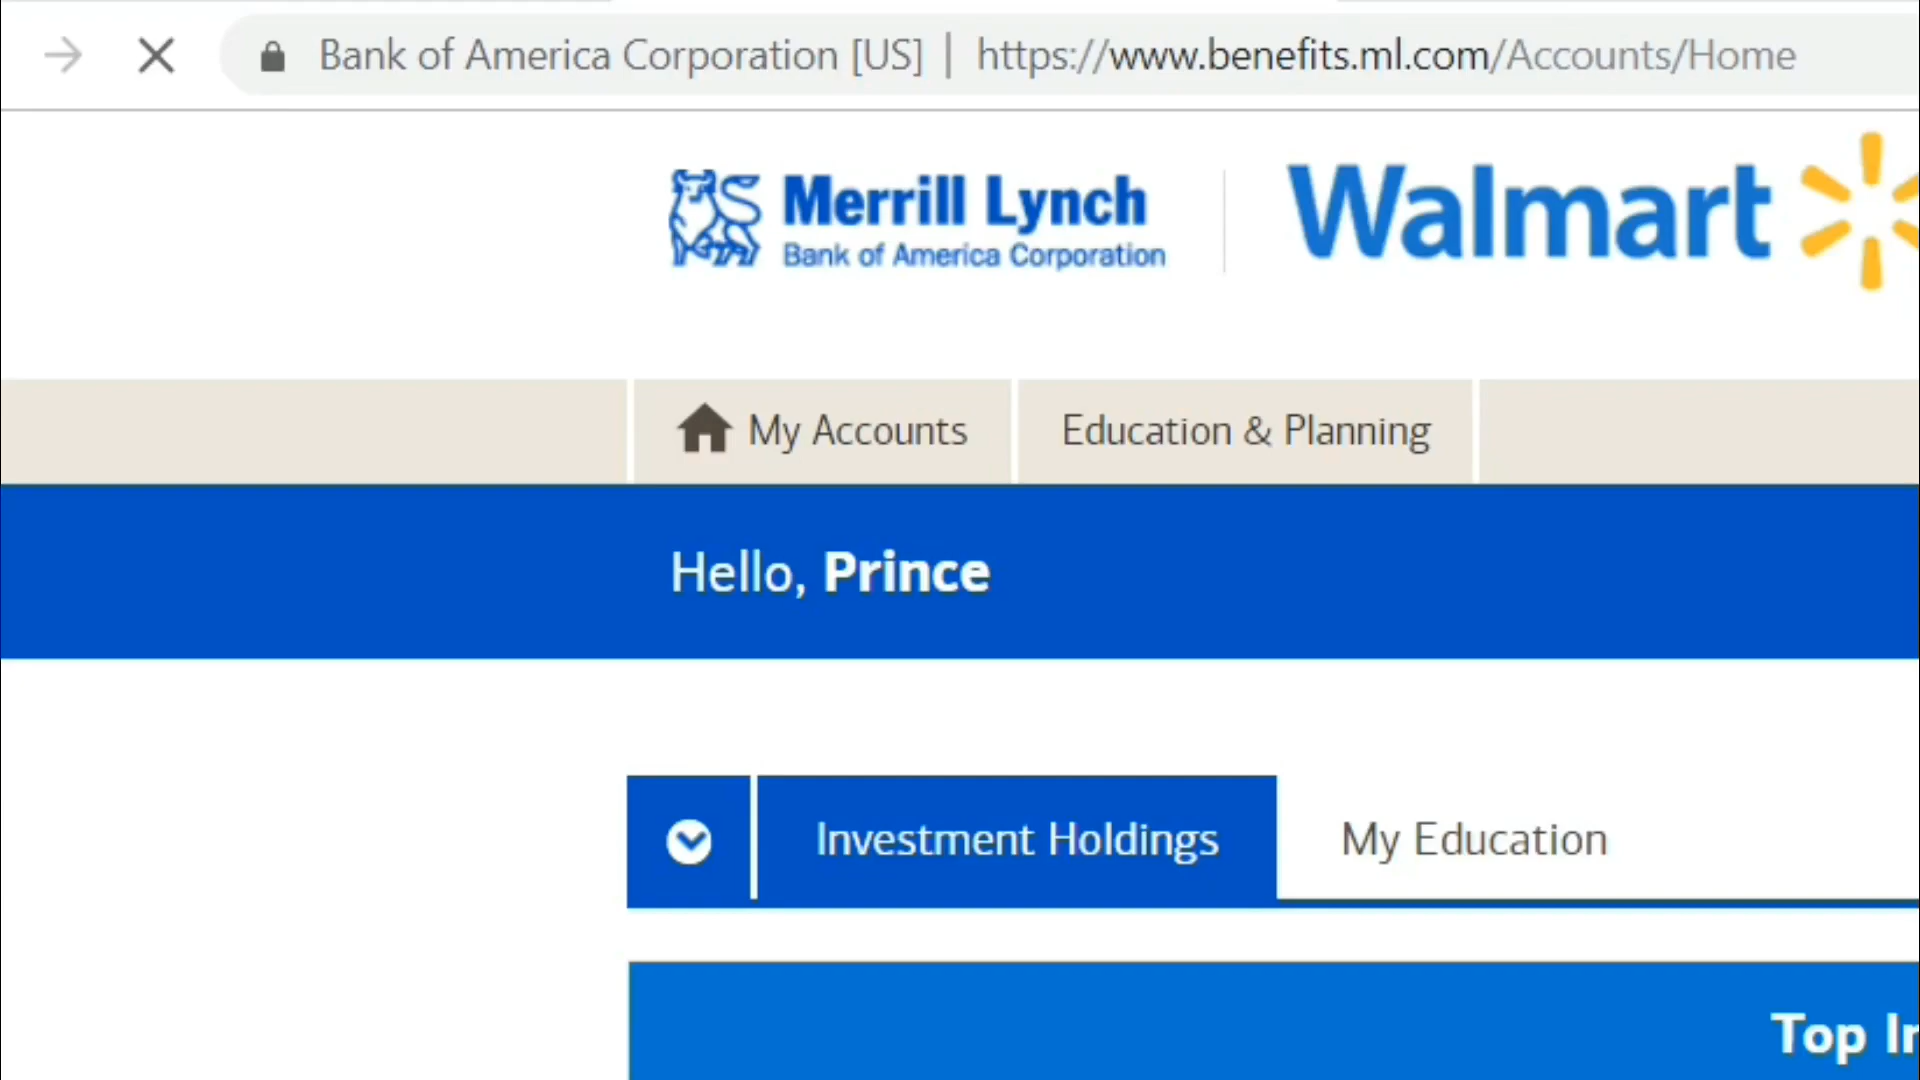 Bank of America Corporation [US] | https://www.benefits.ml.com/Accounts/Home
Merrill Lynch
Bank of America Corporation
Walmart
My Accounts
Education & Planning
Hello, Prince
Investment Holdings
My Education
Top